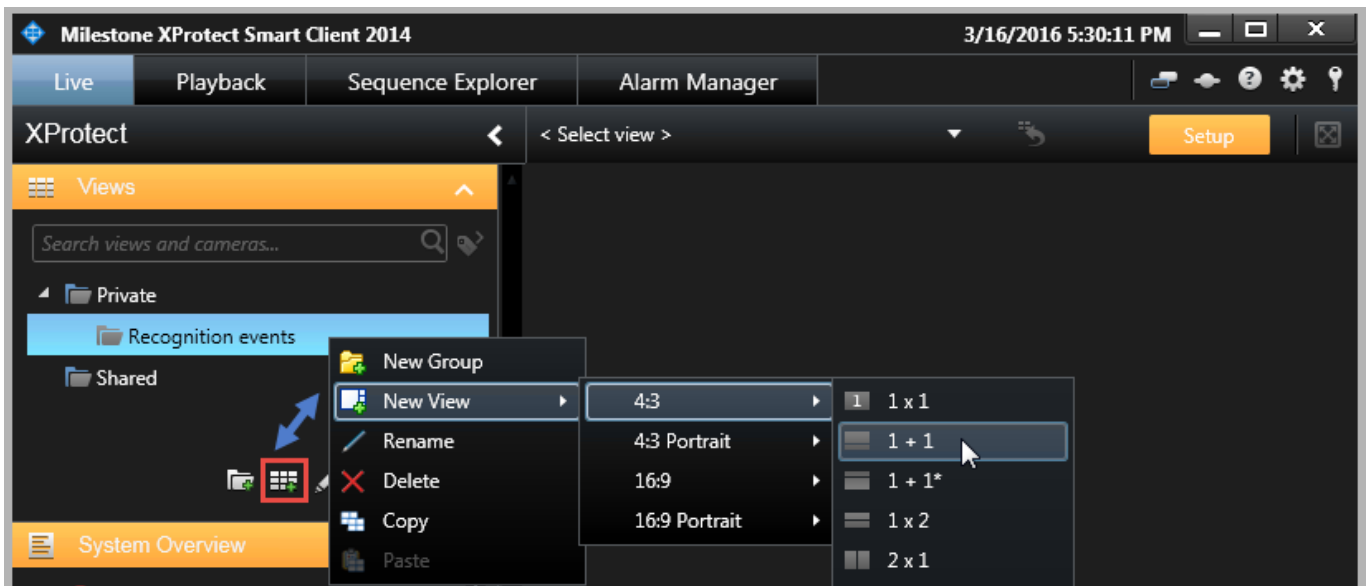 Milestone XProtect Smart Client 2014 3/16/2016 5:30:11 PM
Live Playback Sequence Explorer Alarm Manager
XProtect < Select view > Setup
Views
Search views and cameras...
Private
Recognition events
Shared
New Group
New View 4:3 1 1 x 1
Rename 4:3 Portrait 1 + 1
Delete 16:9 1 + 1*
Copy 16:9 Portrait 1 x 2
System Overview
Paste 2 x 1